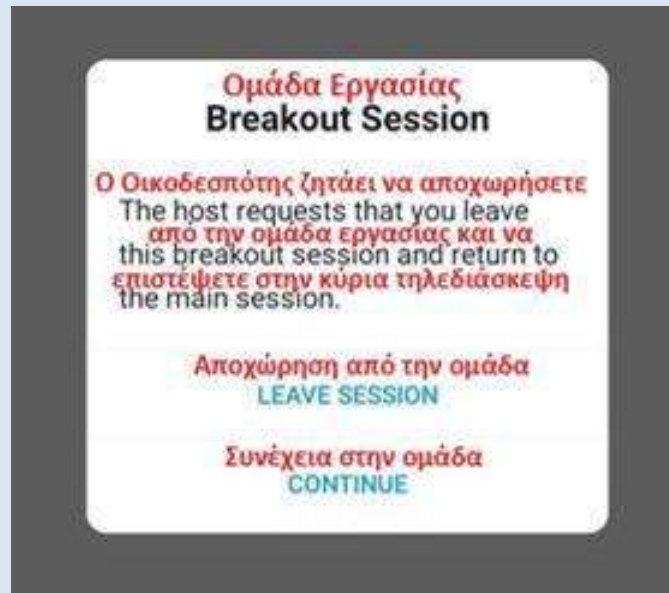 Ομάδα Εργασίας
Breakout Session
Ο Οικοδεσπότης ζητάει να αποχωρήσετε
The host requests that you leave
από την ομάδα εργασίας και να
this breakout session and return to
επιστέψετε στην κύρια τηλεδιάσκεψη
the main session.
Αποχώρηση από την ομάδα
LEAVE SESSION
Συνέχεια στην ομάδα
CONTINUE